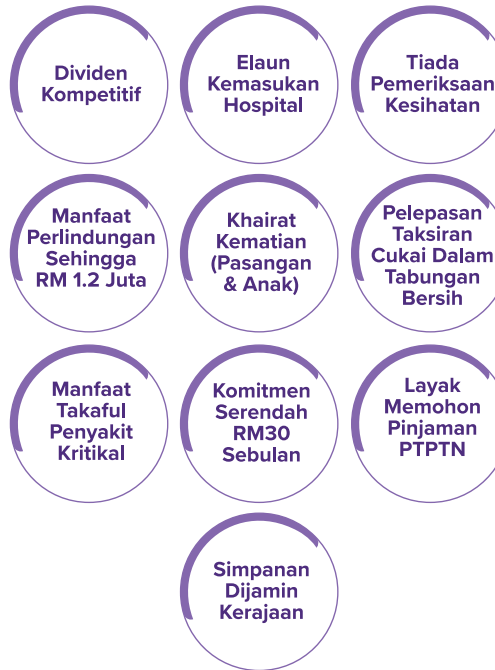 Dividen
Kompetitif
Elaun
Kemasukan
Hospital
Tiada
Pemeriksaan
Kesihatan
Manfaat
Perlindungan
Sehingga
RM 1.2 Juta
Khairat
Kematian
(Pasangan
& Anak)
Pelepasan
Taksiran
Cukai Dalam
Tabungan
Bersih
Manfaat
Takaful
Penyakit
Kritikal
Komitmen
Serendah
RM30
Sebulan
Layak
Memohon
Pinjaman
PTPTN
Simpanan
Dijamin
Kerajaan